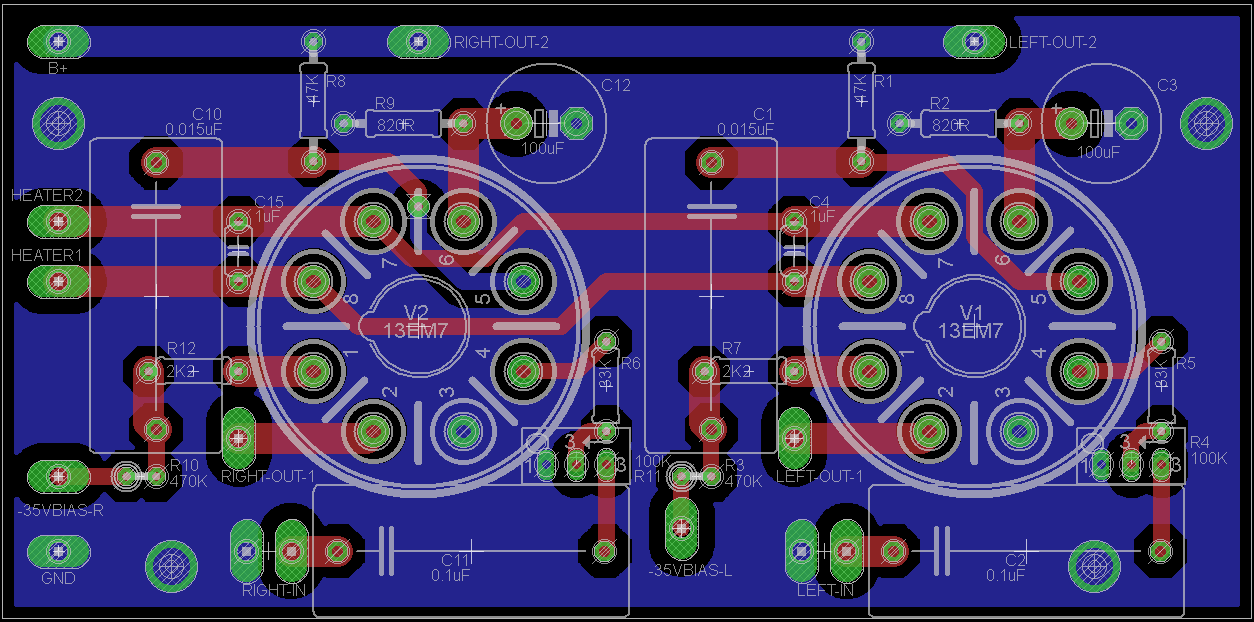 B+
RIGHT-OUT-2
LEFT-OUT-2
47K
R8
R9
820R
+
100uF
C12
C10
0.015uF
47K
R1
R2
820R
+
100uF
C3
C1
0.015uF
HEATER2
HEATER1
C15
1uF
C4
1uF
V2
13EM7
1
2
3
4
5
6
7
8
V1
13EM7
1
2
3
4
5
6
7
8
R12
2K2
R6
33K
R7
2K2
R5
33K
RIGHT-OUT-1
R10
470K
-35VBIAS-R
1
3
3
100K
R11
LEFT-OUT-1
R3
470K
-35VBIAS-L
1
3
3
R4
100K
GND
RIGHT-IN
C11
0.1uF
LEFT-IN
C2
0.1uF